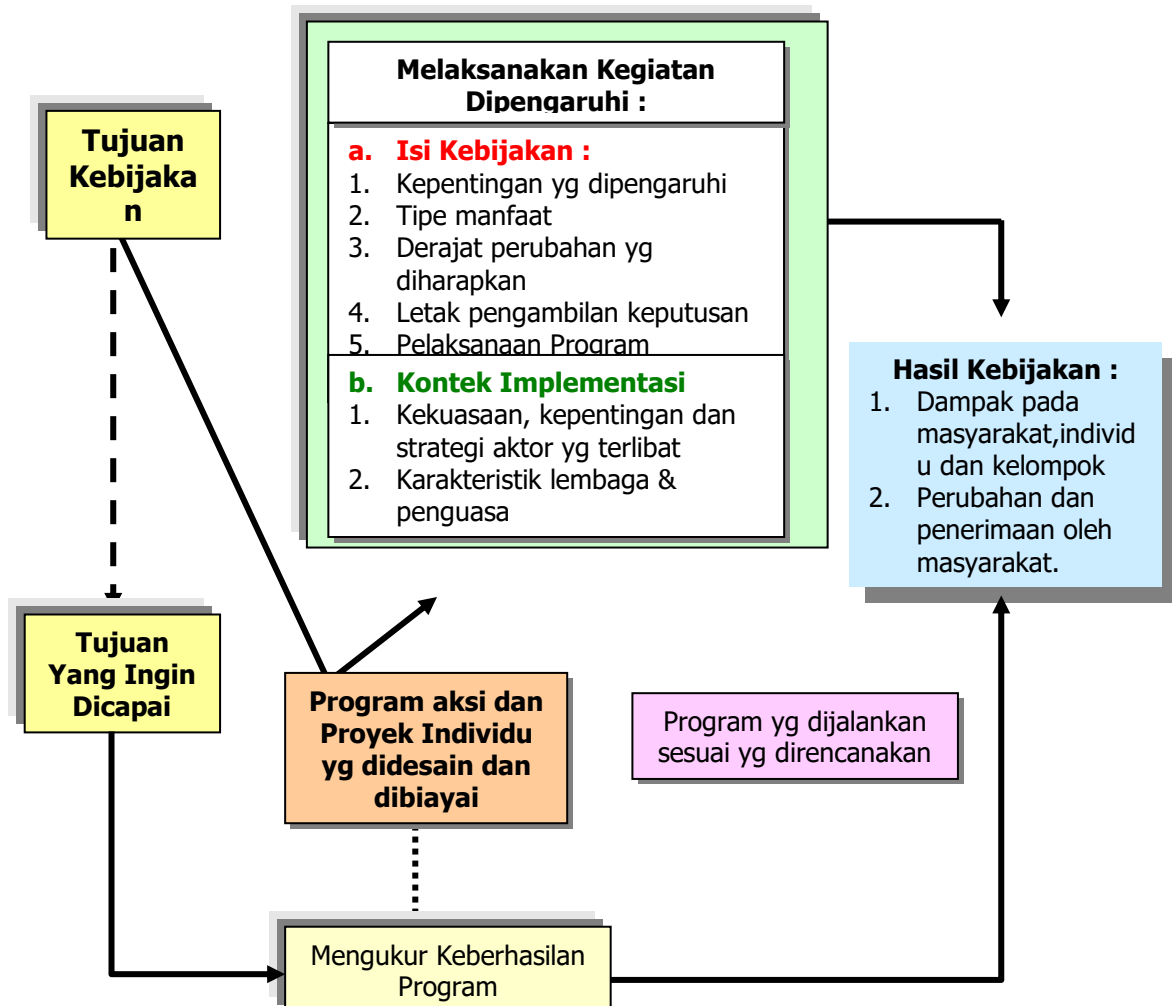 Melaksanakan Kegiatan
Dipengaruhi :
Tujuan
Kebijaka
n
a. Isi Kebijakan :
1. Kepentingan yg dipengaruhi
2. Tipe manfaat
3. Derajat perubahan yg
diharapkan
4. Letak pengambilan keputusan
5. Pelaksanaan Program
b. Kontek Implementasi
1. Kekuasaan, kepentingan dan
strategi aktor yg terlibat
2. Karakteristik lembaga &
penguasa
Hasil Kebijakan :
1. Dampak pada
masyarakat,individ
u dan kelompok
2. Perubahan dan
penerimaan oleh
masyarakat.
Tujuan
Yang Ingin
Dicapai
Program aksi dan
Proyek Individu
yg didesain dan
dibiayai
Program yg dijalankan
sesuai yg direncanakan
Mengukur Keberhasilan
Program